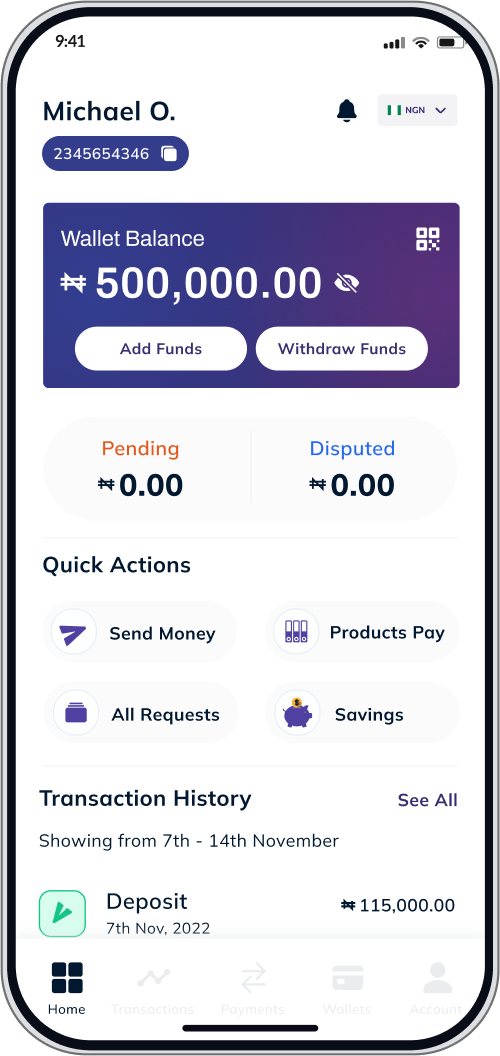 9:41
Michael O.
NGN
2345654346
Wallet Balance
₦ 500,000.00
Add Funds
Withdraw Funds
Pending
Disputed
₦ 0.00
₦ 0.00
Quick Actions
Send Money
Products Pay
All Requests
Savings
Transaction History
See All
Showing from 7th - 14th November
Deposit
₦ 115,000.00
7th Nov, 2022
Home
Transactions
Payments
Wallets
Account